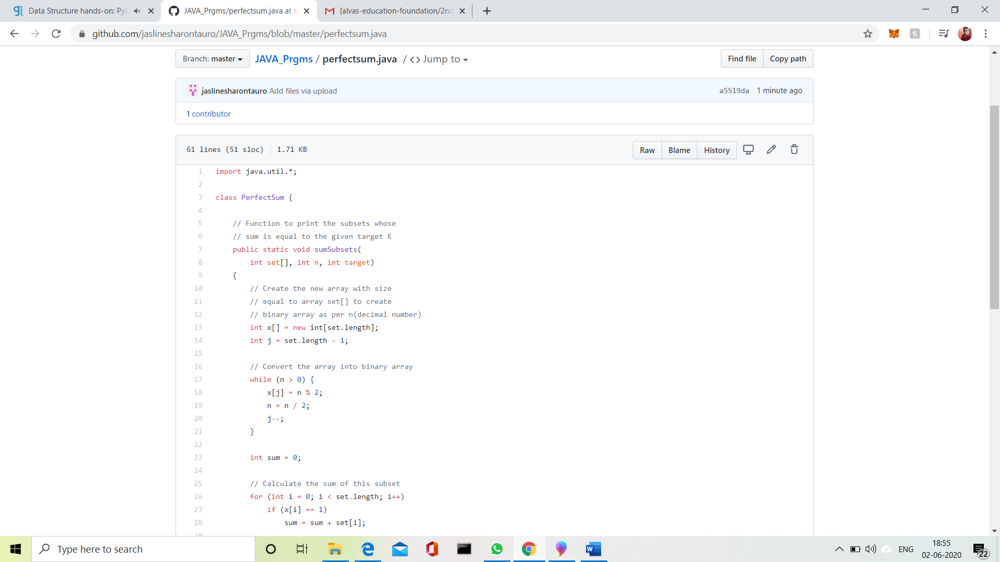 Data Structure hands-on: Pyt
JAVA_Prgms/perfectsum.java at m
[alvas-education-foundation/2nd
github.com/jaslinesharontauro/JAVA_Prgms/blob/master/perfectsum.java
Branch: master
JAVA_Prgms / perfectsum.java / <> Jump to
Find file
Copy path
jaslinesharontauro Add files via upload
a5519da 1 minute ago
1 contributor
61 lines (51 sloc) 1.71 KB
Raw Blame History
1 import java.util.*;
2
3 class PerfectSum {
4
5 // Function to print the subsets whose
6 // sum is equal to the given target K
7 public static void sumSubsets(
8 int set[], int n, int target)
9 {
10 // Create the new array with size
11 // equal to array set[] to create
12 // binary array as per n(decimal number)
13 int x[] = new int[set.length];
14 int j = set.length - 1;
15
16 // Convert the array into binary array
17 while (n > 0) {
18 x[j] = n % 2;
19 n = n / 2;
20 j--;
21 }
22
23 int sum = 0;
24
25 // Calculate the sum of this subset
26 for (int i = 0; i < set.length; i++)
27 if (x[i] == 1)
28 sum = sum + set[i];
29
Type here to search
ENG
18:55
02-06-2020
22